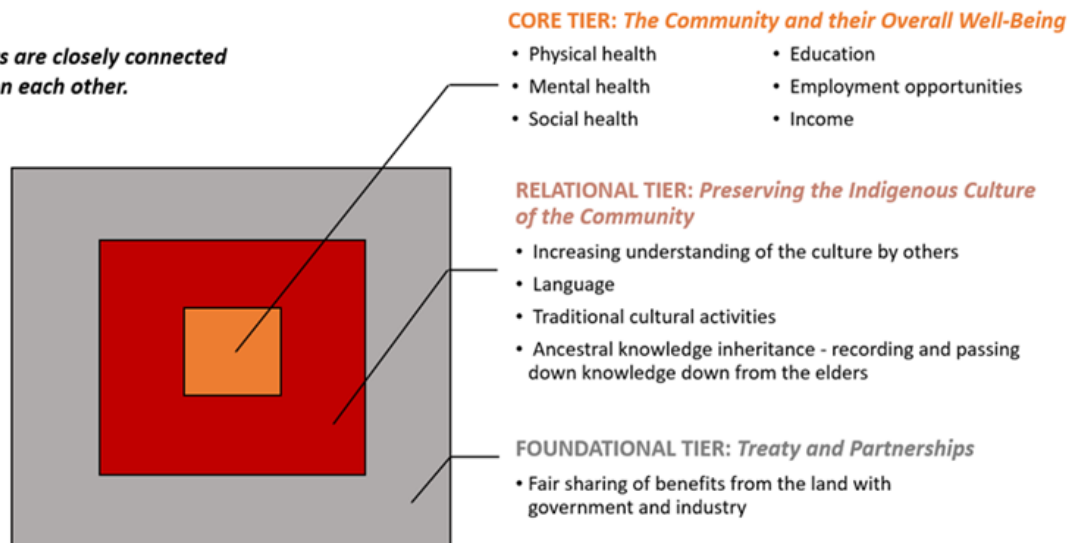 s are closely connected
n each other.
CORE TIER: The Community and their Overall Well-Being
• Physical health
• Mental health
• Social health
• Education
• Employment opportunities
• Income
RELATIONAL TIER: Preserving the Indigenous Culture
of the Community
• Increasing understanding of the culture by others
• Language
• Traditional cultural activities
• Ancestral knowledge inheritance - recording and passing
down knowledge down from the elders
FOUNDATIONAL TIER: Treaty and Partnerships
• Fair sharing of benefits from the land with
government and industry